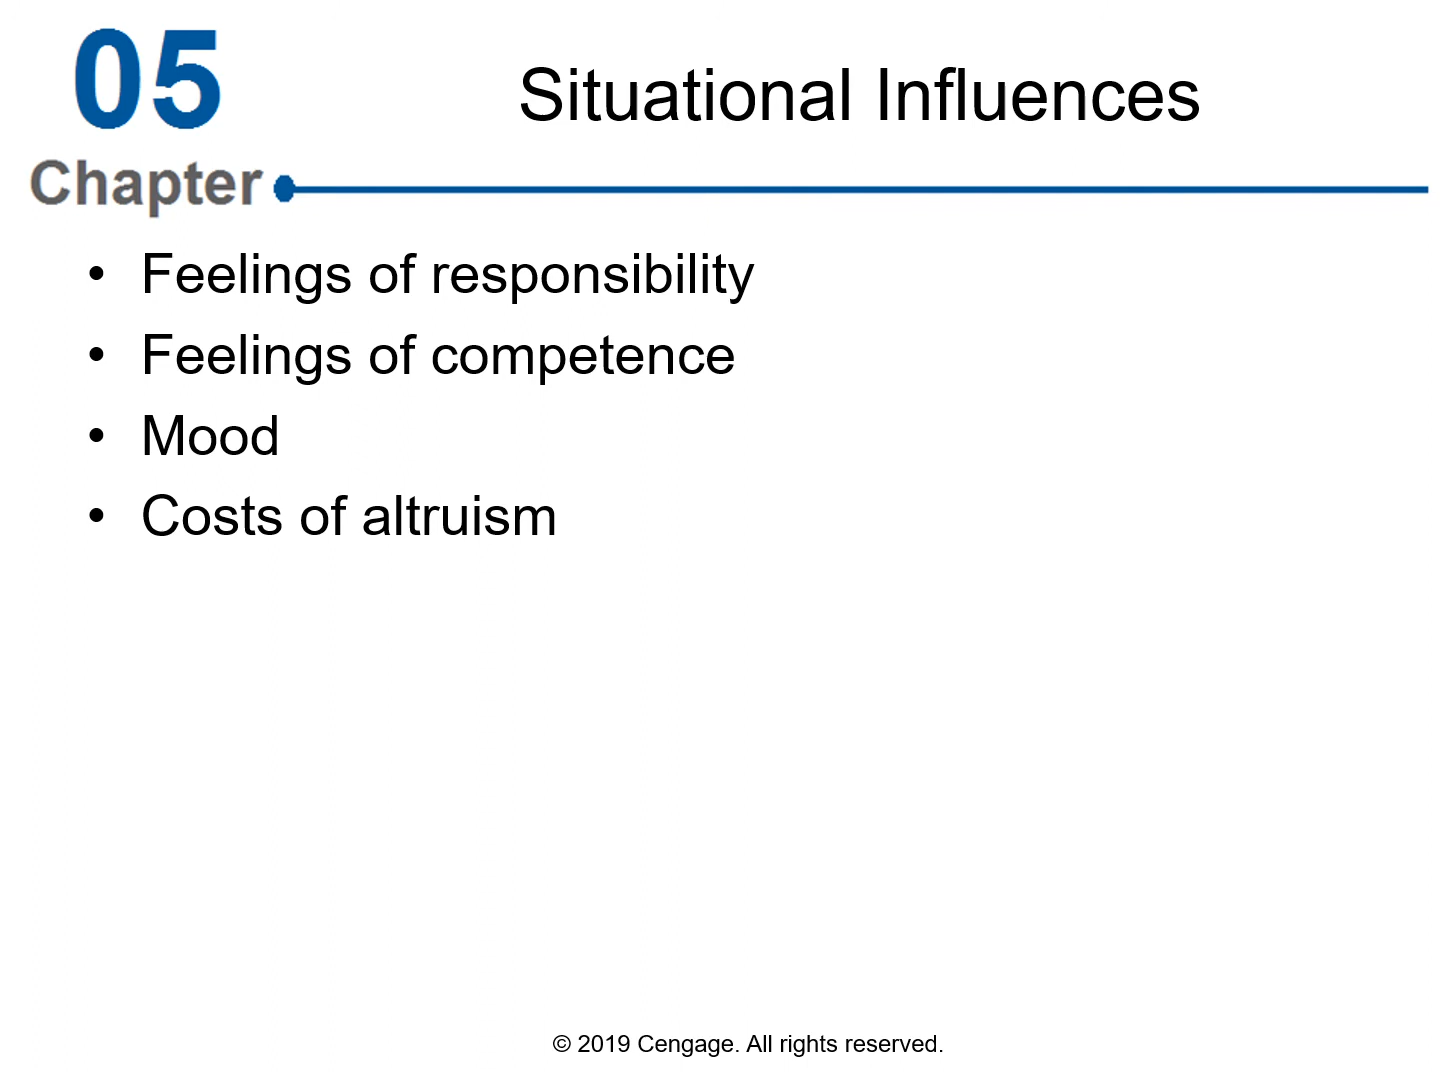 05
Chapter
Situational Influences
• Feelings of responsibility
• Feelings of competence
• Mood
• Costs of altruism
© 2019 Cengage. All rights reserved.